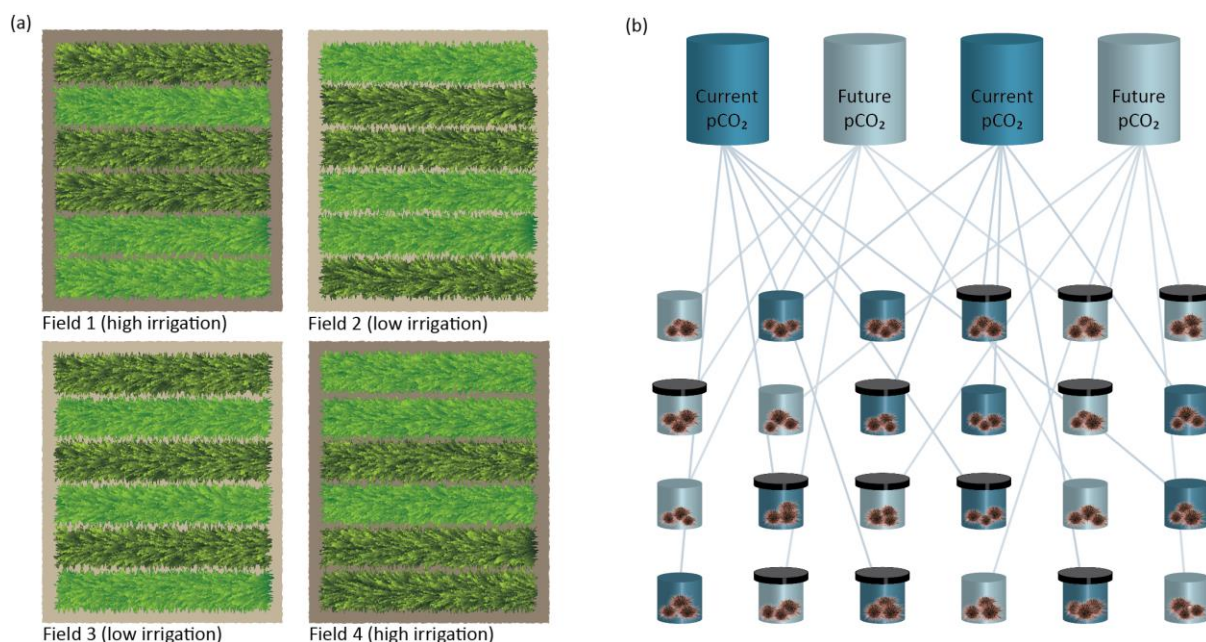 (a)
(b)
Current
pCO₂
Future
pCO₂
Current
pCO₂
Future
pCO₂
Field 1 (high irrigation)
Field 2 (low irrigation)
Field 3 (low irrigation)
Field 4 (high irrigation)